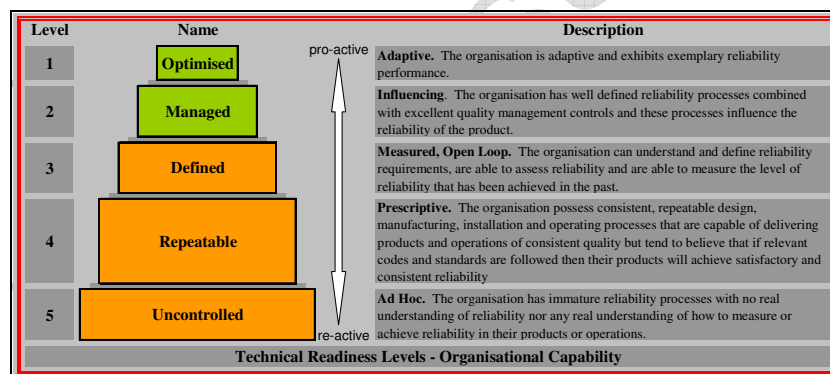 Level Name Description
1 Optimised pro-active Adaptive. The organisation is adaptive and exhibits exemplary reliability
performance.
2 Managed Influencing. The organisation has well defined reliability processes combined
with excellent quality management controls and these processes influence the
reliability of the product.
3 Defined Measured, Open Loop. The organisation can understand and define reliability
requirements, are able to assess reliability and are able to measure the level of
reliability that has been achieved in the past.
4 Repeatable Prescriptive. The organisation possess consistent, repeatable design,
manufacturing, installation and operating processes that are capable of delivering
products and operations of consistent quality but tend to believe that if relevant
codes and standards are followed then their products will achieve satisfactory and
consistent reliability
5 Uncontrolled Ad Hoc. The organisation has immature reliability processes with no real
understanding of reliability nor any real understanding of how to measure or
re-active achieve reliability in their products or operations.
Technical Readiness Levels - Organisational Capability